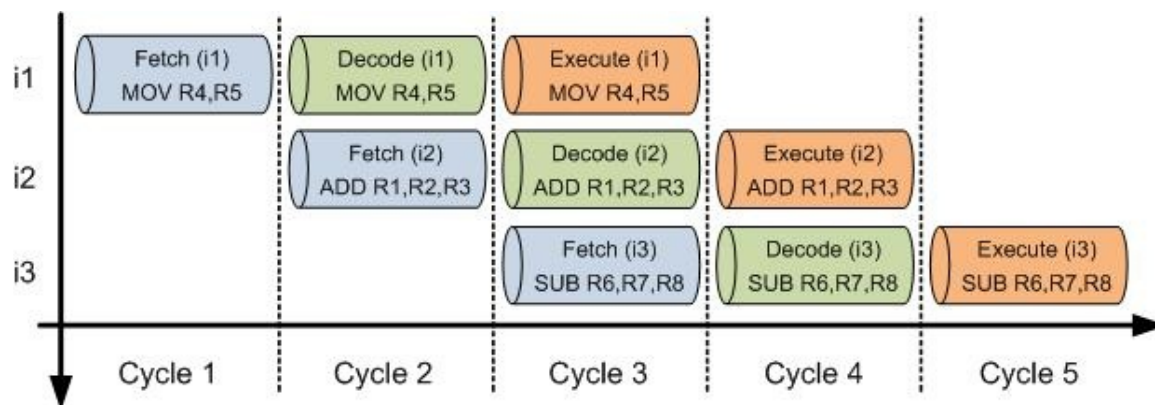 i1
Fetch (i1)
MOV R4,R5
Decode (i1)
MOV R4,R5
Execute (i1)
MOV R4,R5
i2
Fetch (i2)
ADD R1,R2,R3
Decode (i2)
ADD R1,R2,R3
Execute (i2)
ADD R1,R2,R3
i3
Fetch (i3)
SUB R6,R7,R8
Decode (i3)
SUB R6,R7,R8
Execute (i3)
SUB R6,R7,R8
Cycle 1
Cycle 2
Cycle 3
Cycle 4
Cycle 5